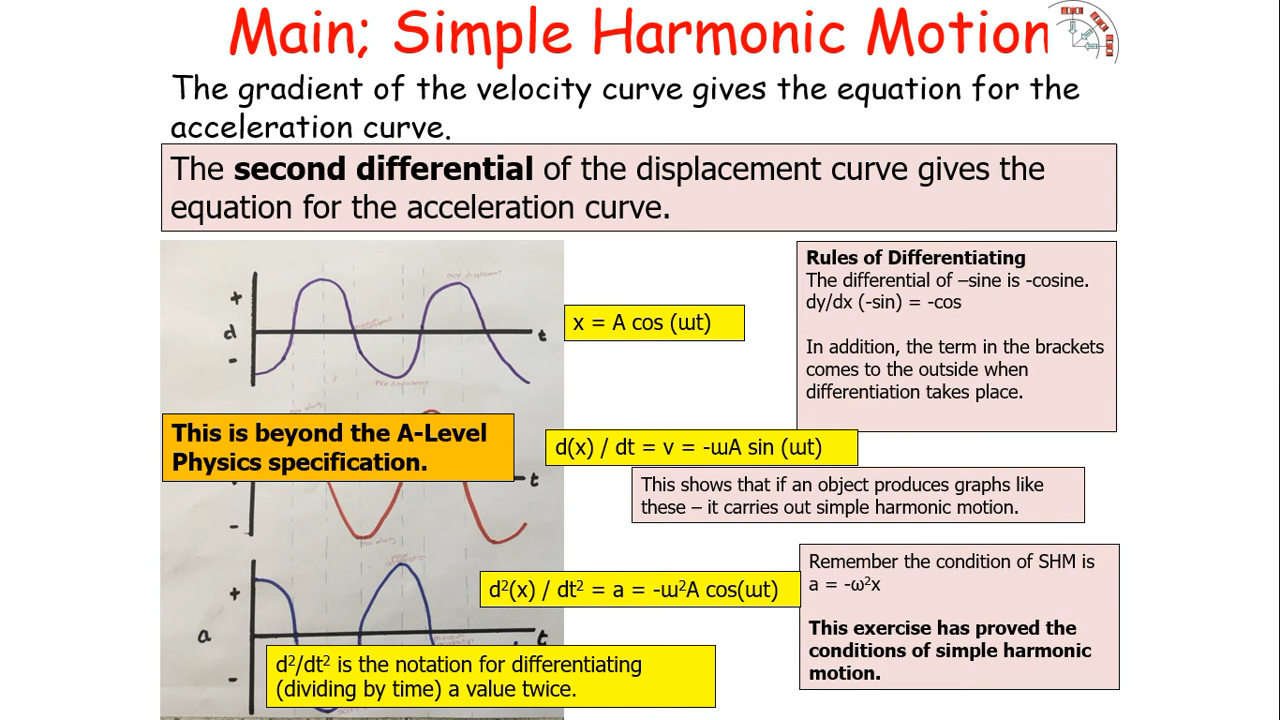 Main; Simple Harmonic Motion
The gradient of the velocity curve gives the equation for the
acceleration curve.
The second differential of the displacement curve gives the
equation for the acceleration curve.
Rules of Differentiating
The differential of –sine is -cosine.
dy/dx (-sin) = -cos
In addition, the term in the brackets
comes to the outside when
differentiation takes place.
+
d
-
t
max displacement
max displacement
x = A cos (ωt)
This is beyond the A-Level
Physics specification.
d(x) / dt = v = -ωA sin (ωt)
t
-
This shows that if an object produces graphs like
these – it carries out simple harmonic motion.
d²(x) / dt² = a = -ω²A cos(ωt)
+
a
-
t
Remember the condition of SHM is
a = -ω²x
This exercise has proved the
conditions of simple harmonic
motion.
d²/dt² is the notation for differentiating
(dividing by time) a value twice.